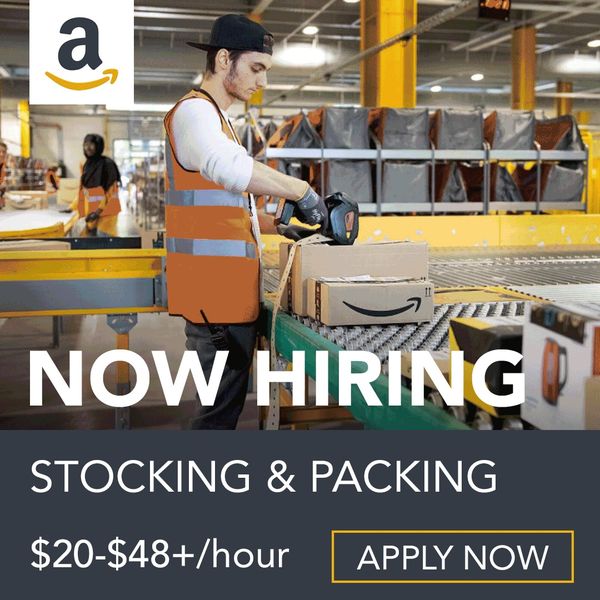 a
NOW HIRING
STOCKING & PACKING
$20-$48+/hour
APPLY NOW